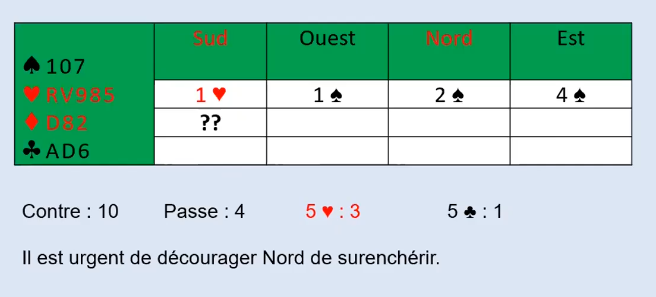 Sud Ouest Nord Est
♠ 107
♥ RV985 1 ♥ 1 ♠ 2 ♠ 4 ♠
♦ D82 ??
♣ AD6
Contre : 10 Passe : 4 5 ♥ : 3 5 ♣ : 1
Il est urgent de décourager Nord de surenchérir.